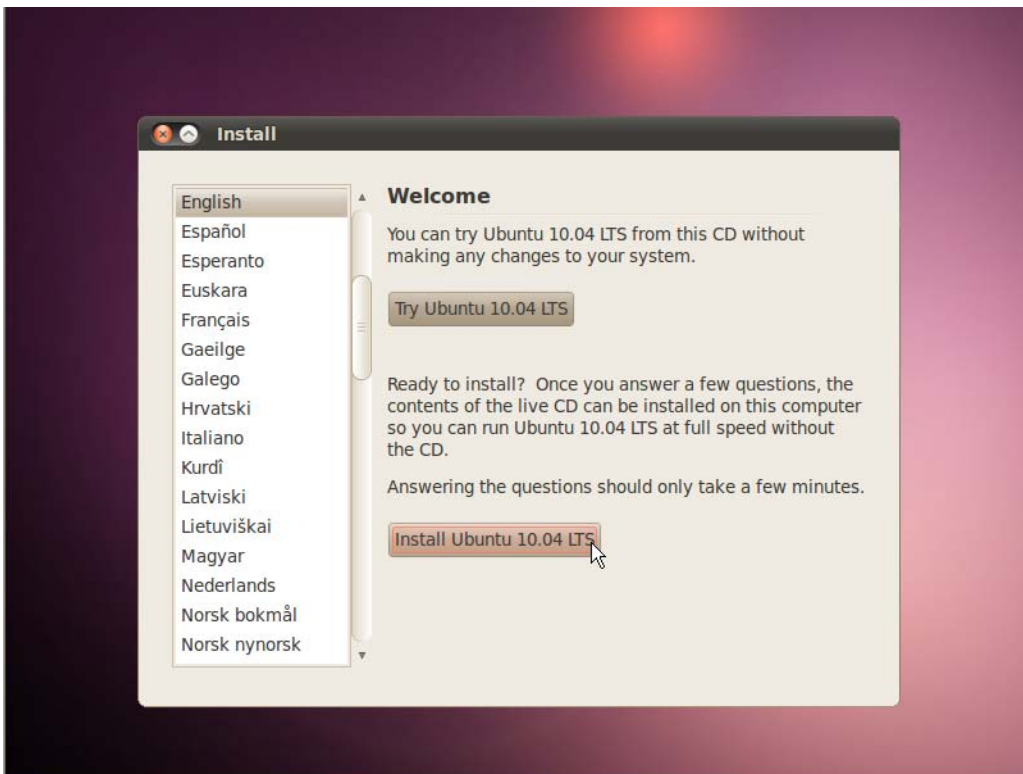 Install
English
Español
Esperanto
Euskara
Français
Gaeilge
Galego
Hrvatski
Italiano
Kurdî
Latviski
Lietuviškai
Magyar
Nederlands
Norsk bokmål
Norsk nynorsk
Welcome
You can try Ubuntu 10.04 LTS from this CD without
making any changes to your system.
Try Ubuntu 10.04 LTS
Ready to install?  Once you answer a few questions, the
contents of the live CD can be installed on this computer
so you can run Ubuntu 10.04 LTS at full speed without
the CD.
Answering the questions should only take a few minutes.
Install Ubuntu 10.04 LTS